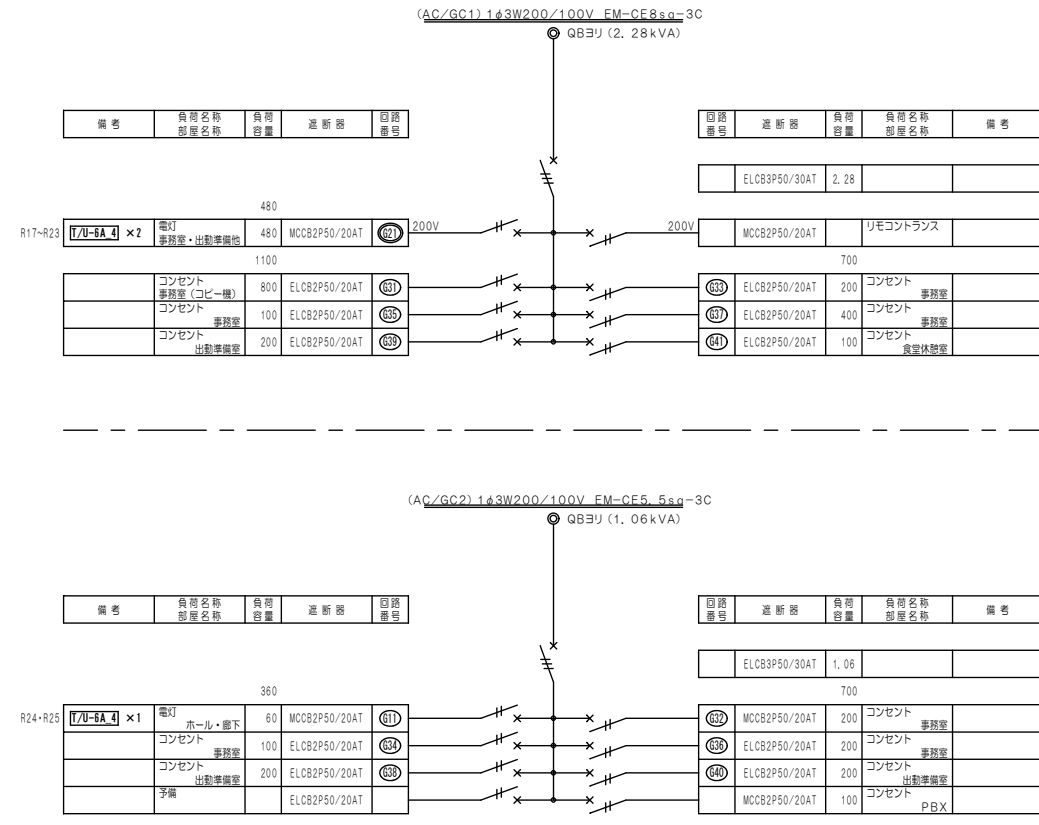 (AC/GC1) 1φ3W200/100V EM-CE8sq-3C
QBヨリ (2.28kVA)
備 考 負荷名称 部屋名称 負荷容量 遮 断 器 回路番号
回路番号 遮 断 器 負荷容量 負荷名称 部屋名称 備 考
ELCB3P50/30AT 2.28
480
R17~R23 T/U-6A_4 ×2 電灯 事務室・出動準備他 480 MCCB2P50/20AT G21 200V
200V MCCB2P50/20AT リモコントランス
1100
700
コンセント 事務室(コピー機) 800 ELCB2P50/20AT G31
G33 ELCB2P50/20AT 200 コンセント 事務室
コンセント 事務室 100 ELCB2P50/20AT G35
G37 ELCB2P50/20AT 400 コンセント 事務室
コンセント 出動準備室 200 ELCB2P50/20AT G39
G41 ELCB2P50/20AT 100 コンセント 食堂休憩室
(AC/GC2) 1φ3W200/100V EM-CE5.5sq-3C
QBヨリ (1.06kVA)
備 考 負荷名称 部屋名称 負荷容量 遮 断 器 回路番号
回路番号 遮 断 器 負荷容量 負荷名称 部屋名称 備 考
ELCB3P50/30AT 1.06
360
700
R24・R25 T/U-6A_4 ×1 電灯 ホール・廊下 60 MCCB2P50/20AT G11
G32 MCCB2P50/20AT 200 コンセント 事務室
コンセント 事務室 100 ELCB2P50/20AT G34
G36 ELCB2P50/20AT 200 コンセント 事務室
コンセント 出動準備室 200 ELCB2P50/20AT G38
G40 ELCB2P50/20AT 200 コンセント 出動準備室
予備 ELCB2P50/20AT
MCCB2P50/20AT 100 コンセント PBX